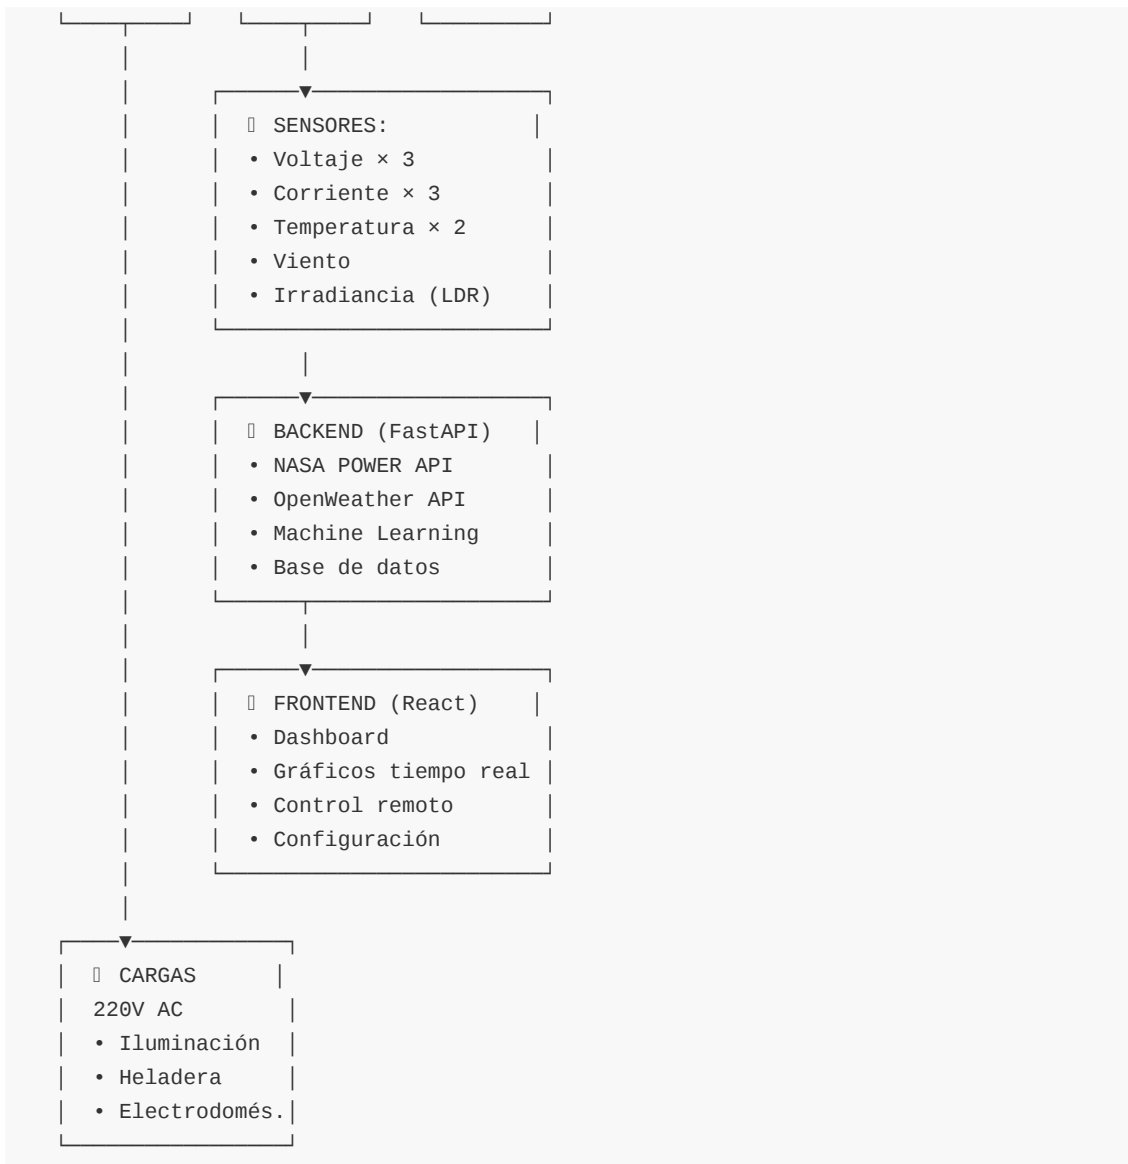 SENSORES:
• Voltaje × 3
• Corriente × 3
• Temperatura × 2
• Viento
• Irradiancia (LDR)
BACKEND (FastAPI)
• NASA POWER API
• OpenWeather API
• Machine Learning
• Base de datos
FRONTEND (React)
• Dashboard
• Gráficos tiempo real
• Control remoto
• Configuración
CARGAS
220V AC
• Iluminación
• Heladera
• Electrodomés.